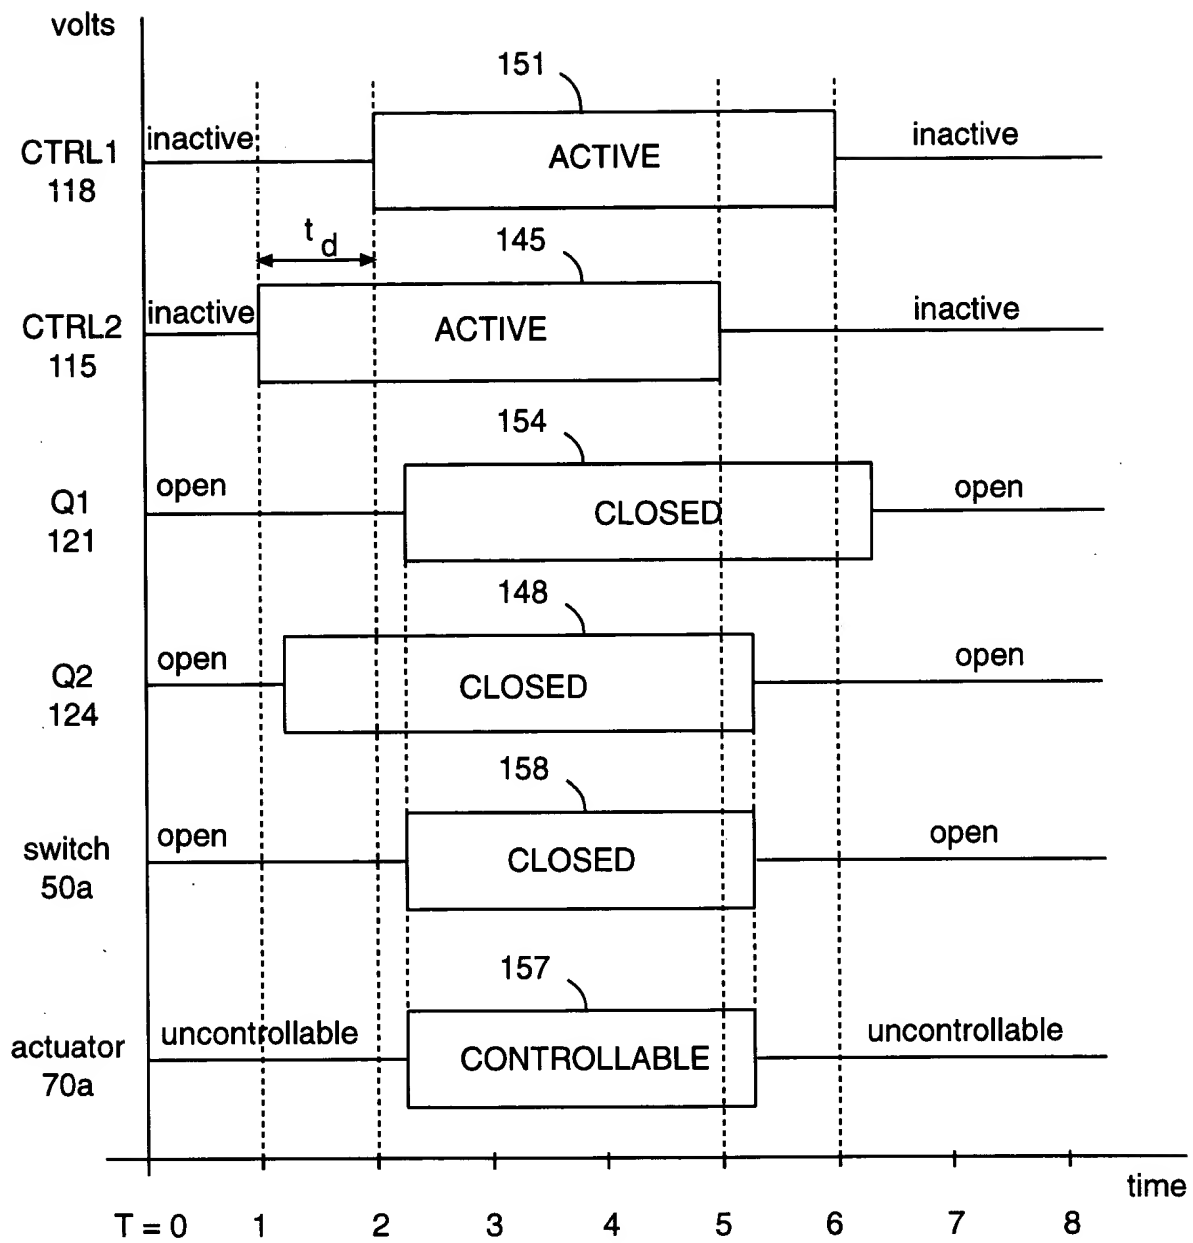 volts
151
inactive
ACTIVE
inactive
CTRL1
118
t d
145
inactive
ACTIVE
inactive
CTRL2
115
154
open
CLOSED
open
Q1
121
148
open
CLOSED
open
Q2
124
158
open
CLOSED
open
switch
50a
157
uncontrollable
CONTROLLABLE
uncontrollable
actuator
70a
time
T = 0 1 2 3 4 5 6 7 8